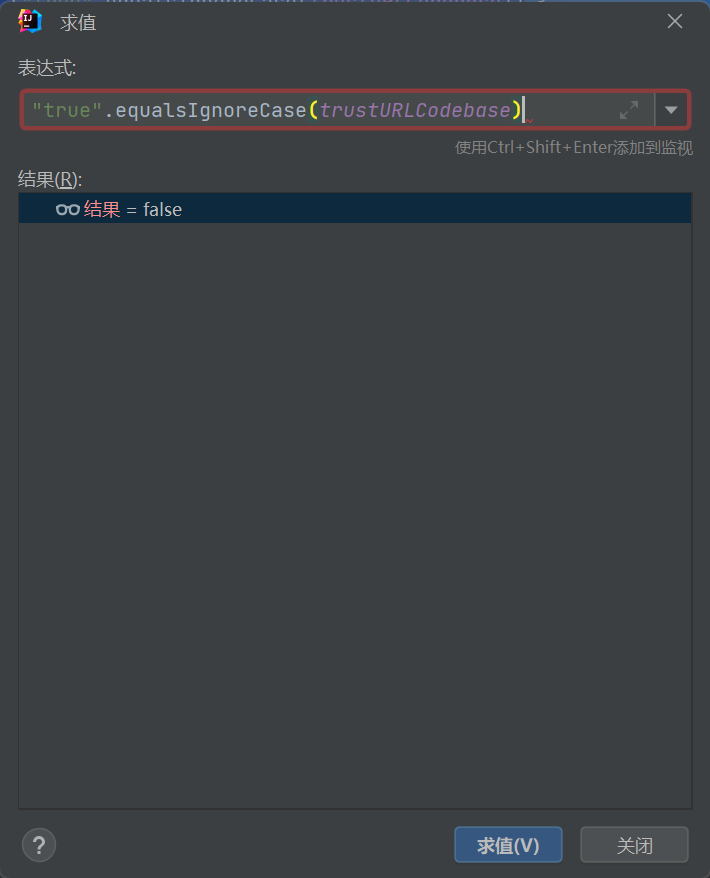 求值
表达式:
"true".equalsIgnoreCase(trustURLCodebase)
使用Ctrl+Shift+Enter添加到监视
结果(R):
结果 = false
?
求值(V)
关闭